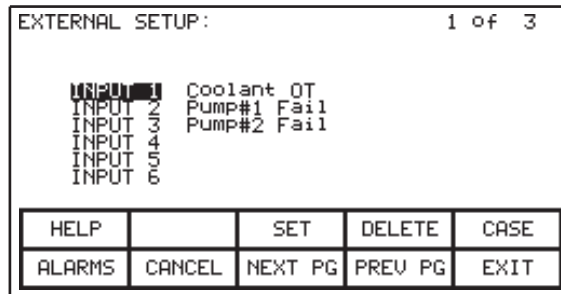 EXTERNAL SETUP: 1 of 3
INPUT 1 Coolant OT
INPUT 2 Pump#1 Fail
INPUT 3 Pump#2 Fail
INPUT 4
INPUT 5
INPUT 6
HELP SET DELETE CASE
ALARMS CANCEL NEXT PG PREV PG EXIT